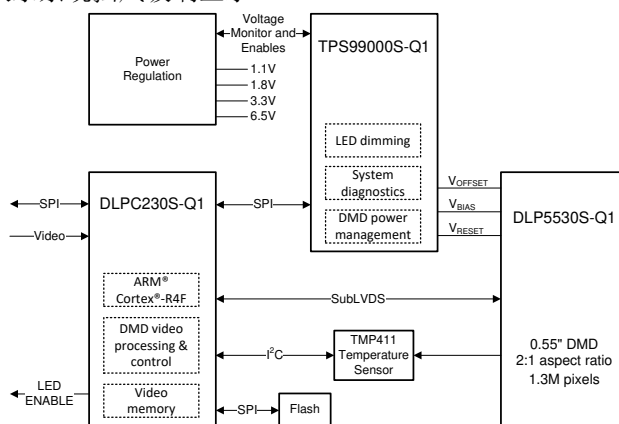 Voltage
Monitor and
Enables
Power
Regulation
1.1V
1.8V
3.3V
6.5V
TPS99000S-Q1
LED dimming
System
diagnostics
DMD power
management
VOFFSET
VBIAS
VRESET
SPI
Video
DLPC230S-Q1
SPI
ARM®
Cortex®-R4F
DMD video
processing &
control
Video
memory
LED
ENABLE
SubLVDS
I²C
TMP411
Temperature
Sensor
SPI
Flash
DLP5530S-Q1
0.55" DMD
2:1 aspect ratio
1.3M pixels